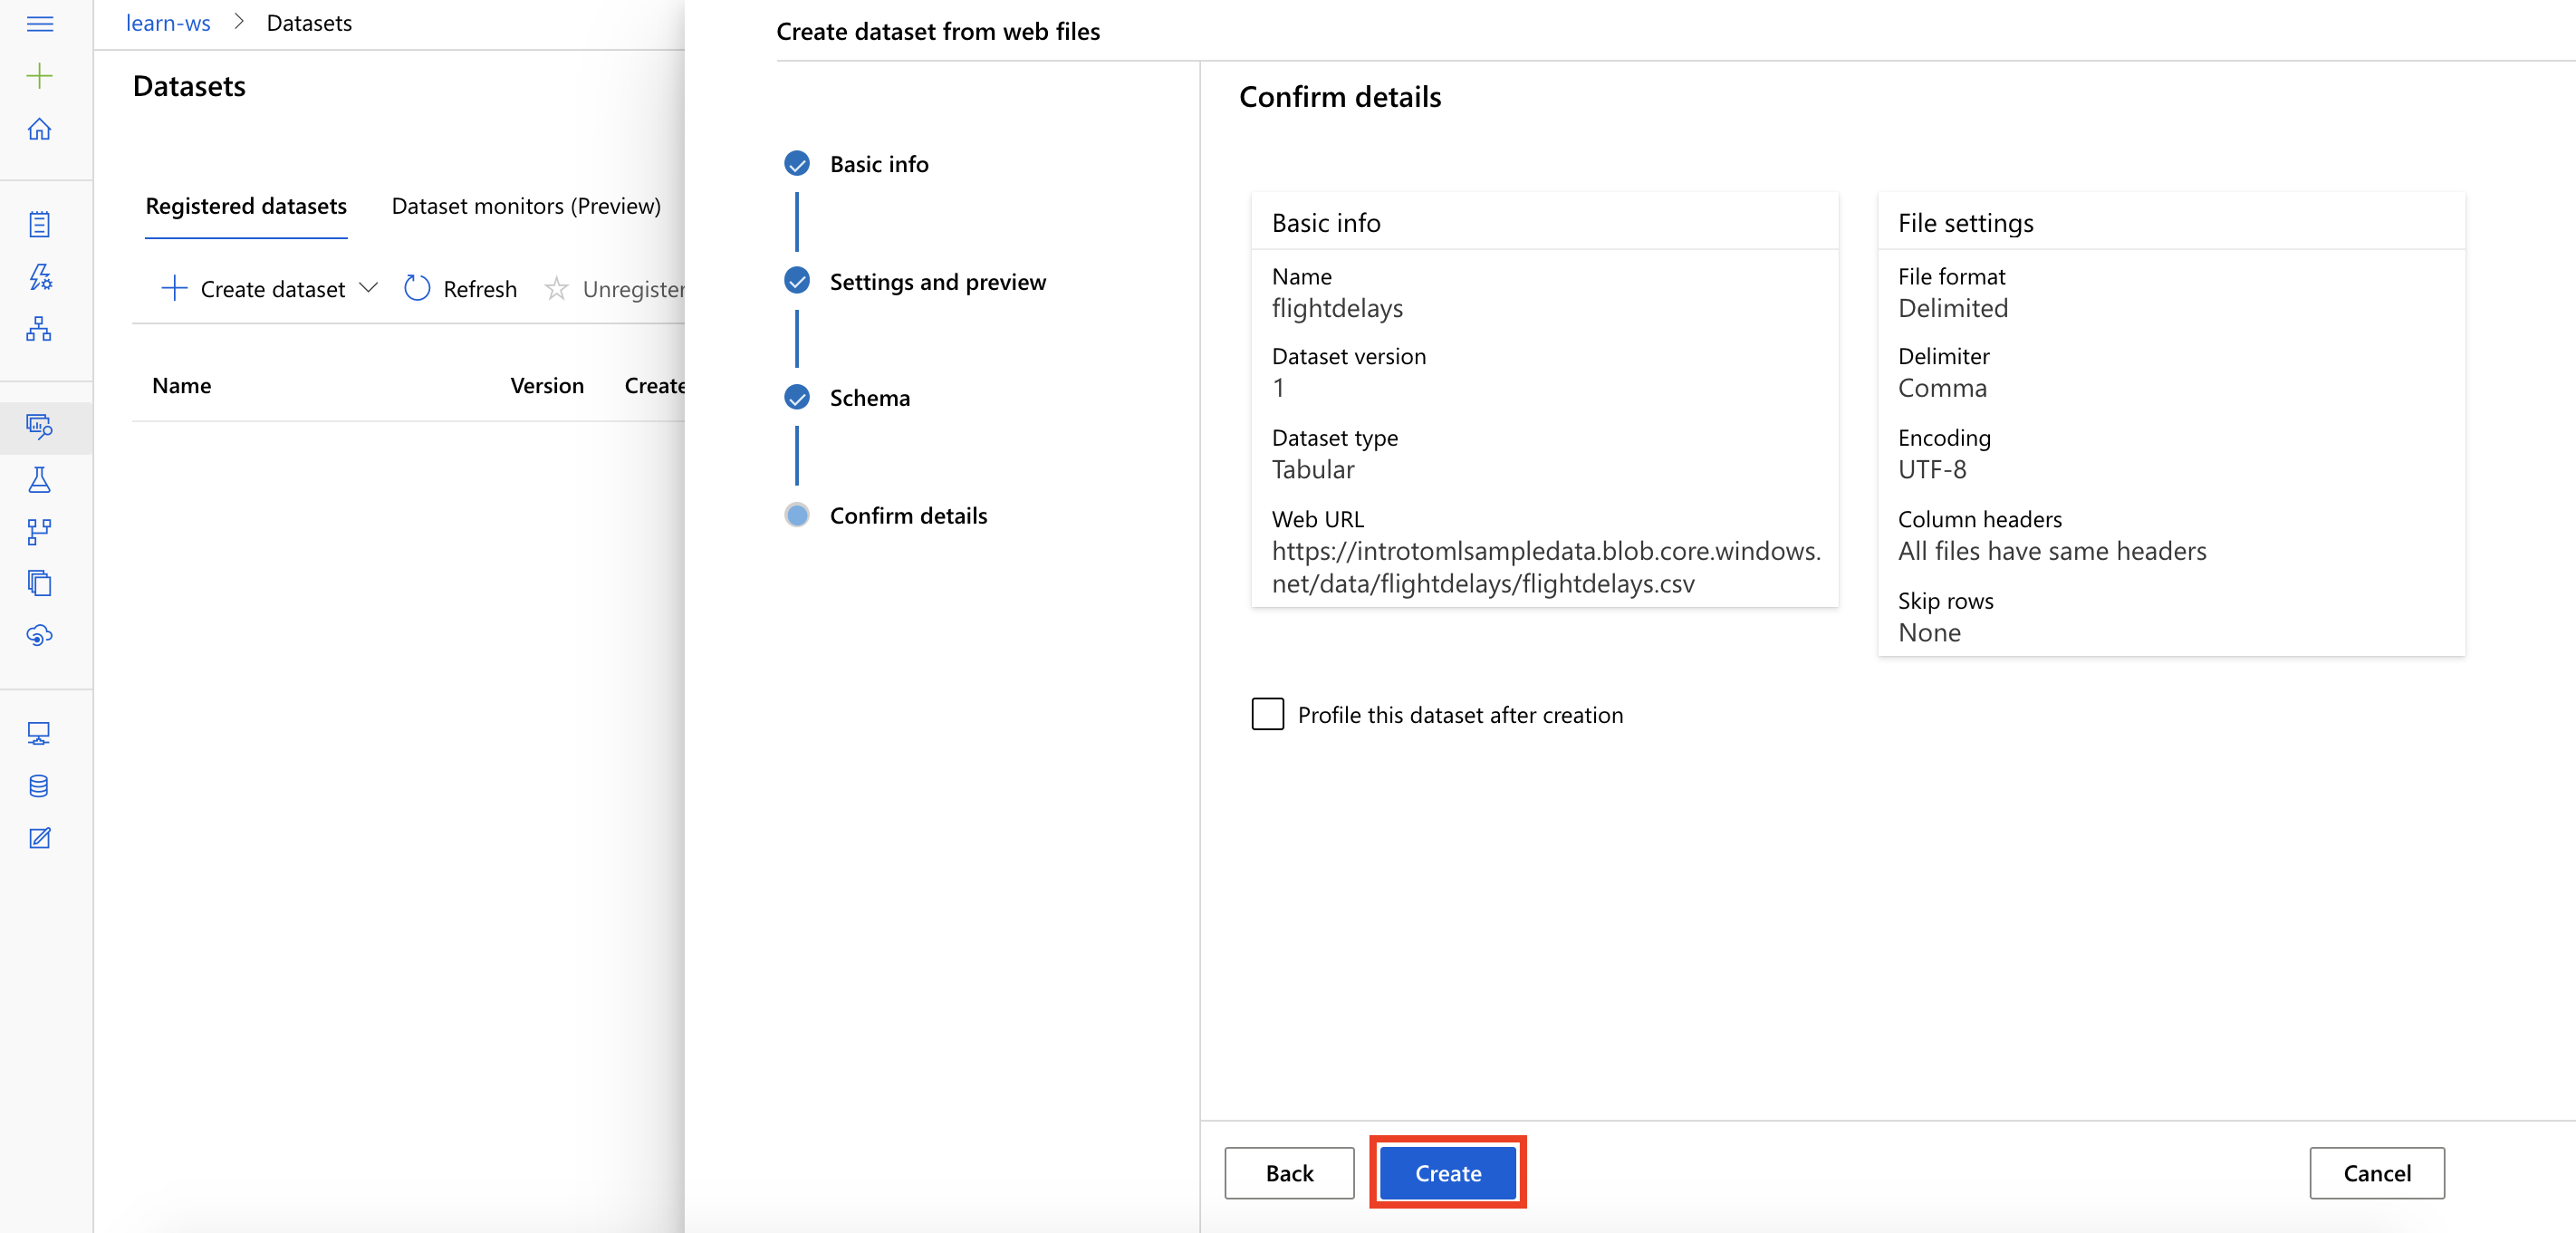 learn-ws > Datasets
Datasets
Registered datasets
Dataset monitors (Preview)
Create dataset
Refresh
Unregister
Name
Version
Create
Create dataset from web files
Basic info
Settings and preview
Schema
Confirm details
Confirm details
Basic info
Name
flightdelays
Dataset version
1
Dataset type
Tabular
Web URL
https://introtomlsampledata.blob.core.windows.
net/data/flightdelays/flightdelays.csv
File settings
File format
Delimited
Delimiter
Comma
Encoding
UTF-8
Column headers
All files have same headers
Skip rows
None
Profile this dataset after creation
Back
Create
Cancel